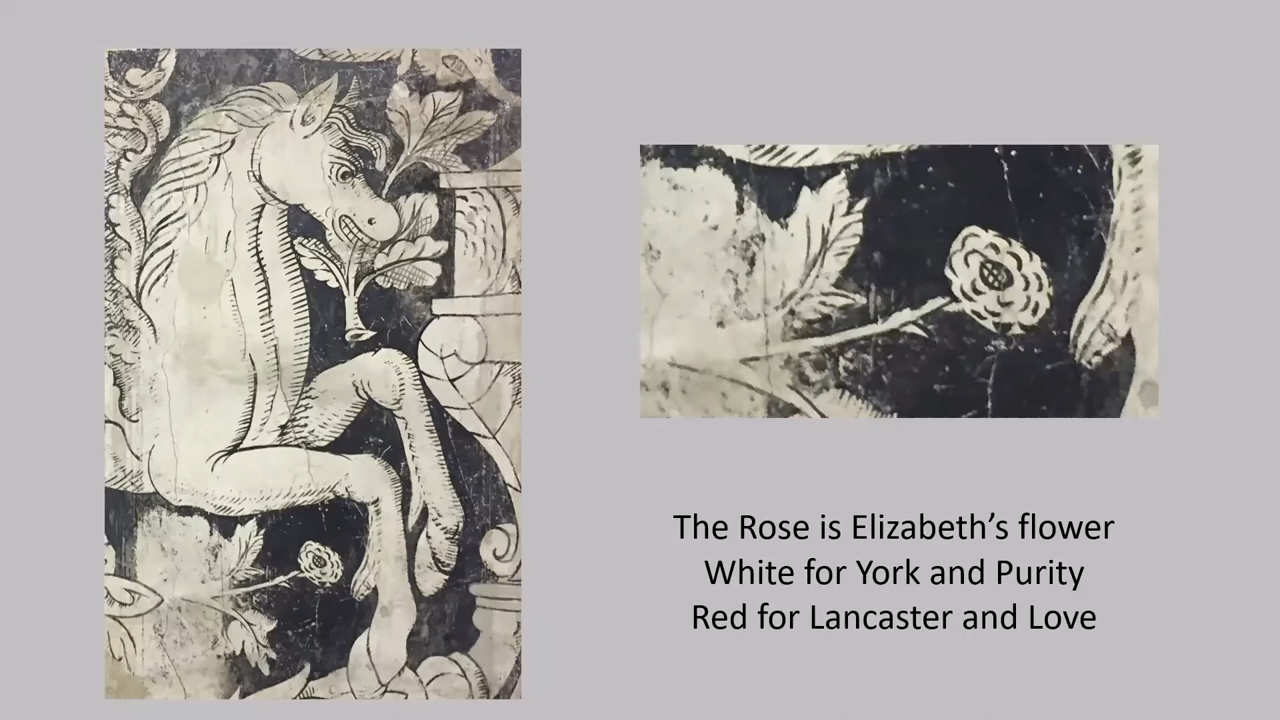 The Rose is Elizabeth’s flower
White for York and Purity
Red for Lancaster and Love